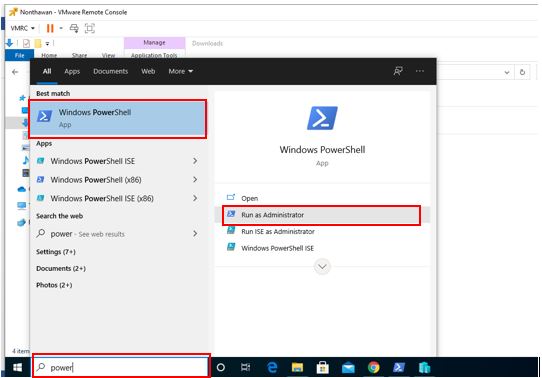 Nonthawan - VMware Remote Console
VMRC
Manage
Downloads
File
Home
Share
View
Application Tools
All
Apps
Documents
Web
More
Best match
Windows PowerShell
App
Apps
Windows PowerShell ISE
Windows PowerShell (x86)
Windows PowerShell ISE (x86)
Search the web
power - See web results
Settings (7+)
Documents (2+)
Photos (2+)
Windows PowerShell
App
Open
Run as Administrator
Run ISE as Administrator
Windows PowerShell ISE
4 items
power